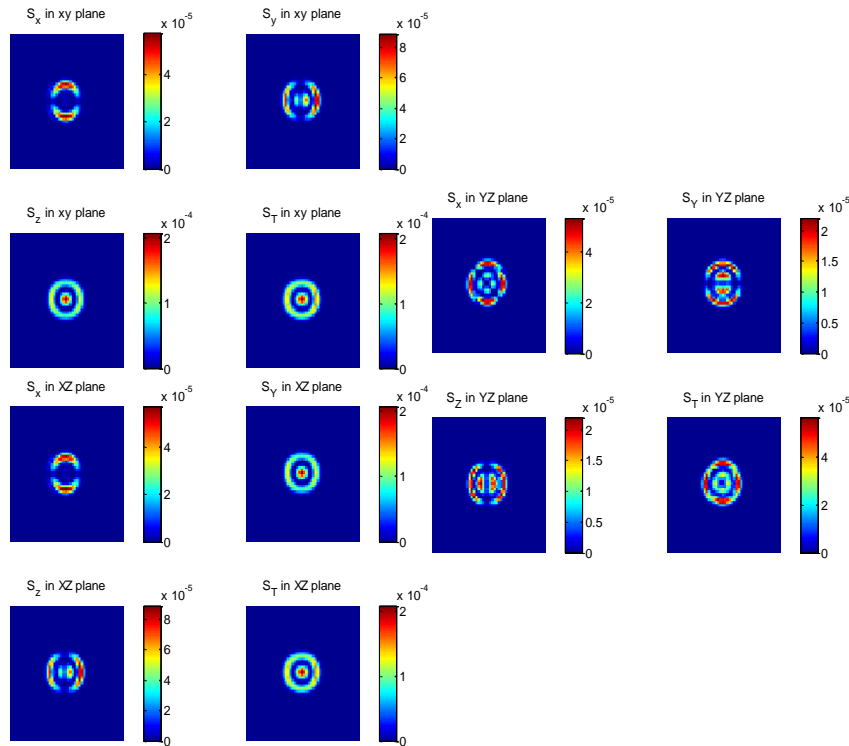 S_x in xy plane
x 10^-5
4
2
0
S_y in xy plane
x 10^-5
8
6
4
2
0
S_z in xy plane
x 10^-4
2
1
0
S_T in xy plane
x 10^-4
2
1
0
S_x in YZ plane
x 10^-5
4
2
0
S_Y in YZ plane
x 10^-5
2
1.5
1
0.5
0
S_x in XZ plane
x 10^-5
4
2
0
S_Y in XZ plane
x 10^-4
2
1
0
S_Z in YZ plane
x 10^-5
2
1.5
1
0.5
0
S_T in YZ plane
x 10^-5
4
2
0
S_z in XZ plane
x 10^-5
8
6
4
2
0
S_T in XZ plane
x 10^-4
2
1
0